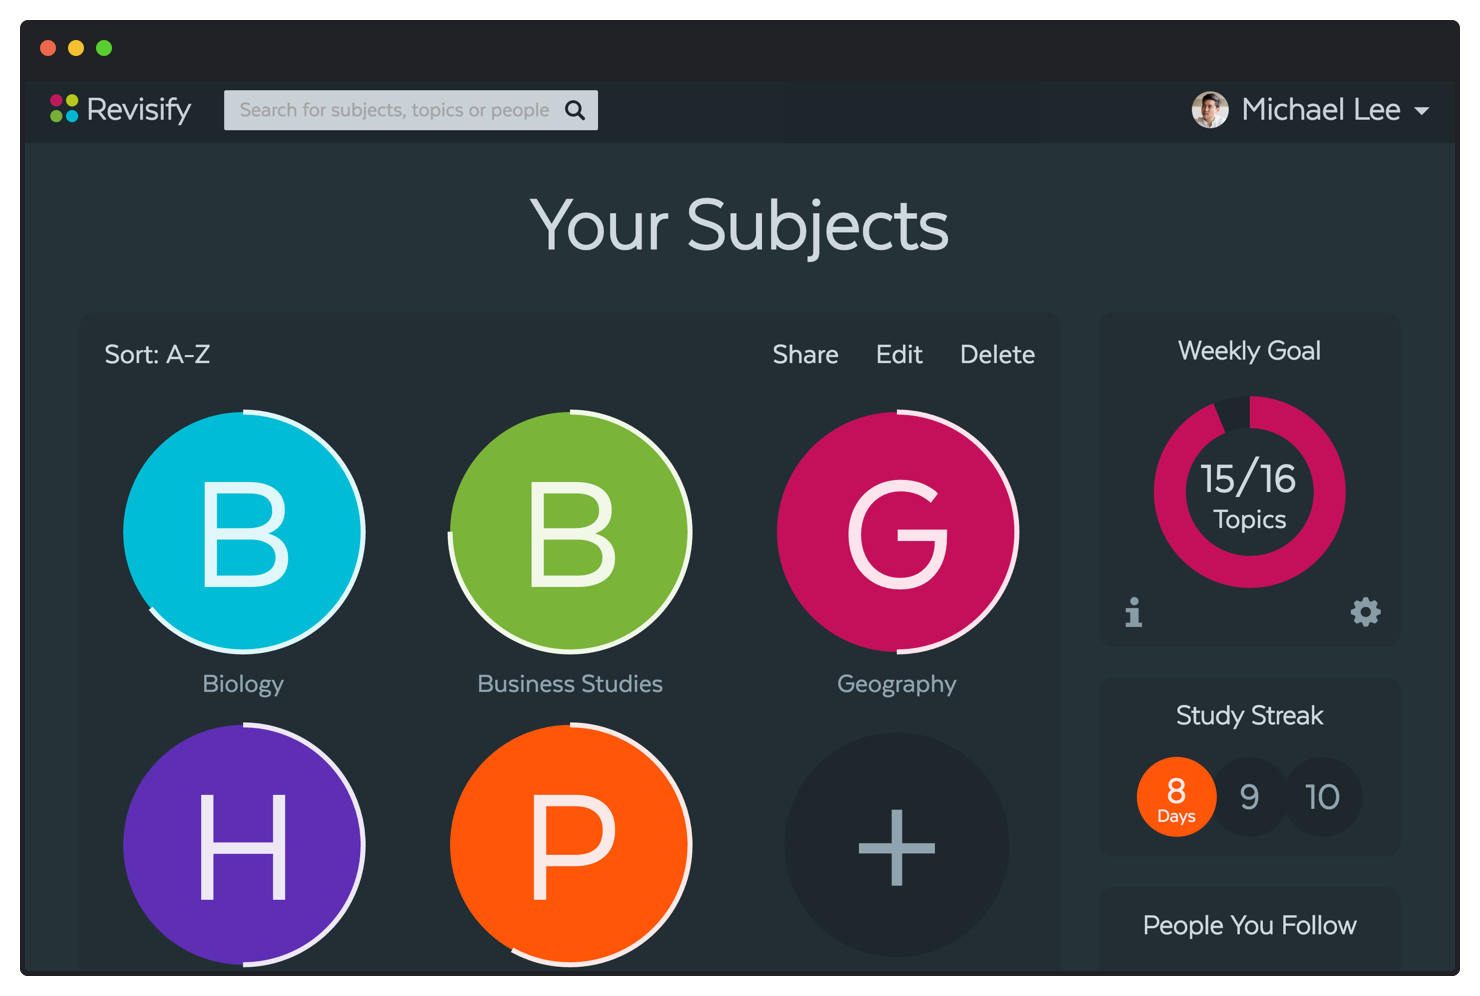 Revisify
Search for subjects, topics or people
Michael Lee
Your Subjects
Sort: A-Z
Share
Edit
Delete
B
Biology
B
Business Studies
G
Geography
H
P
+
Weekly Goal
15/16
Topics
i
Study Streak
8
Days
9
10
People You Follow